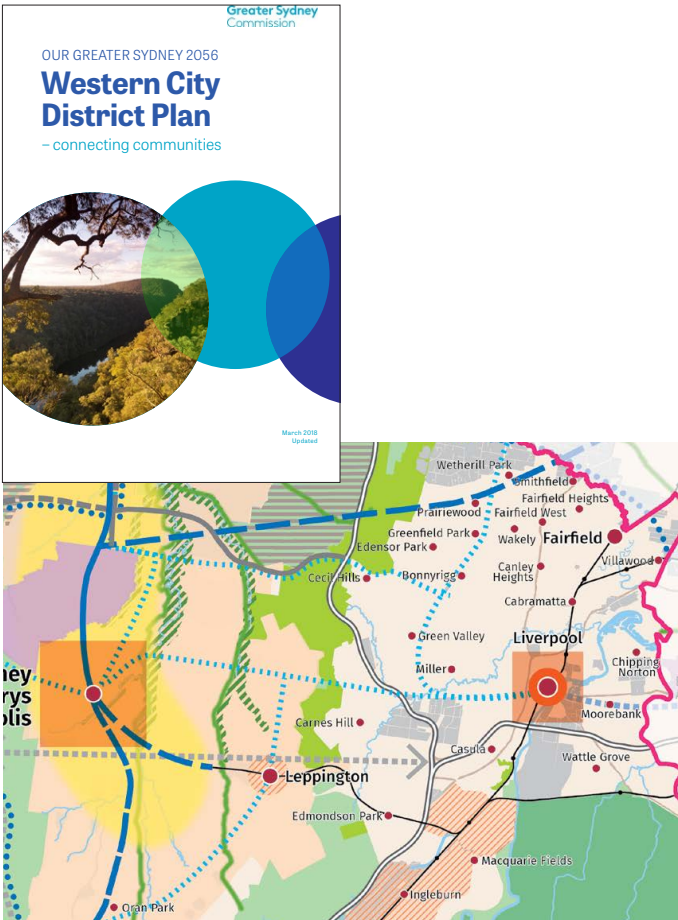 Greater Sydney
Commission
OUR GREATER SYDNEY 2056
Western City
District Plan
– connecting communities
March 2018
Updated
Wetherill Park
Smithfield
Fairfield Heights
Prairiewood
Fairfield West
Greenfield Park
Wakely
Fairfield
Edensor Park
Villawood
Cecil Hills
Bonnyrigg
Canley
Heights
Cabramatta
Green Valley
Liverpool
Chipping
Norton
Miller
ney
rys
olis
Moorebank
Carnes Hill
Casula
Wattle Grove
Leppington
Edmondson Park
Macquarie Fields
Ingleburn
Oran Park